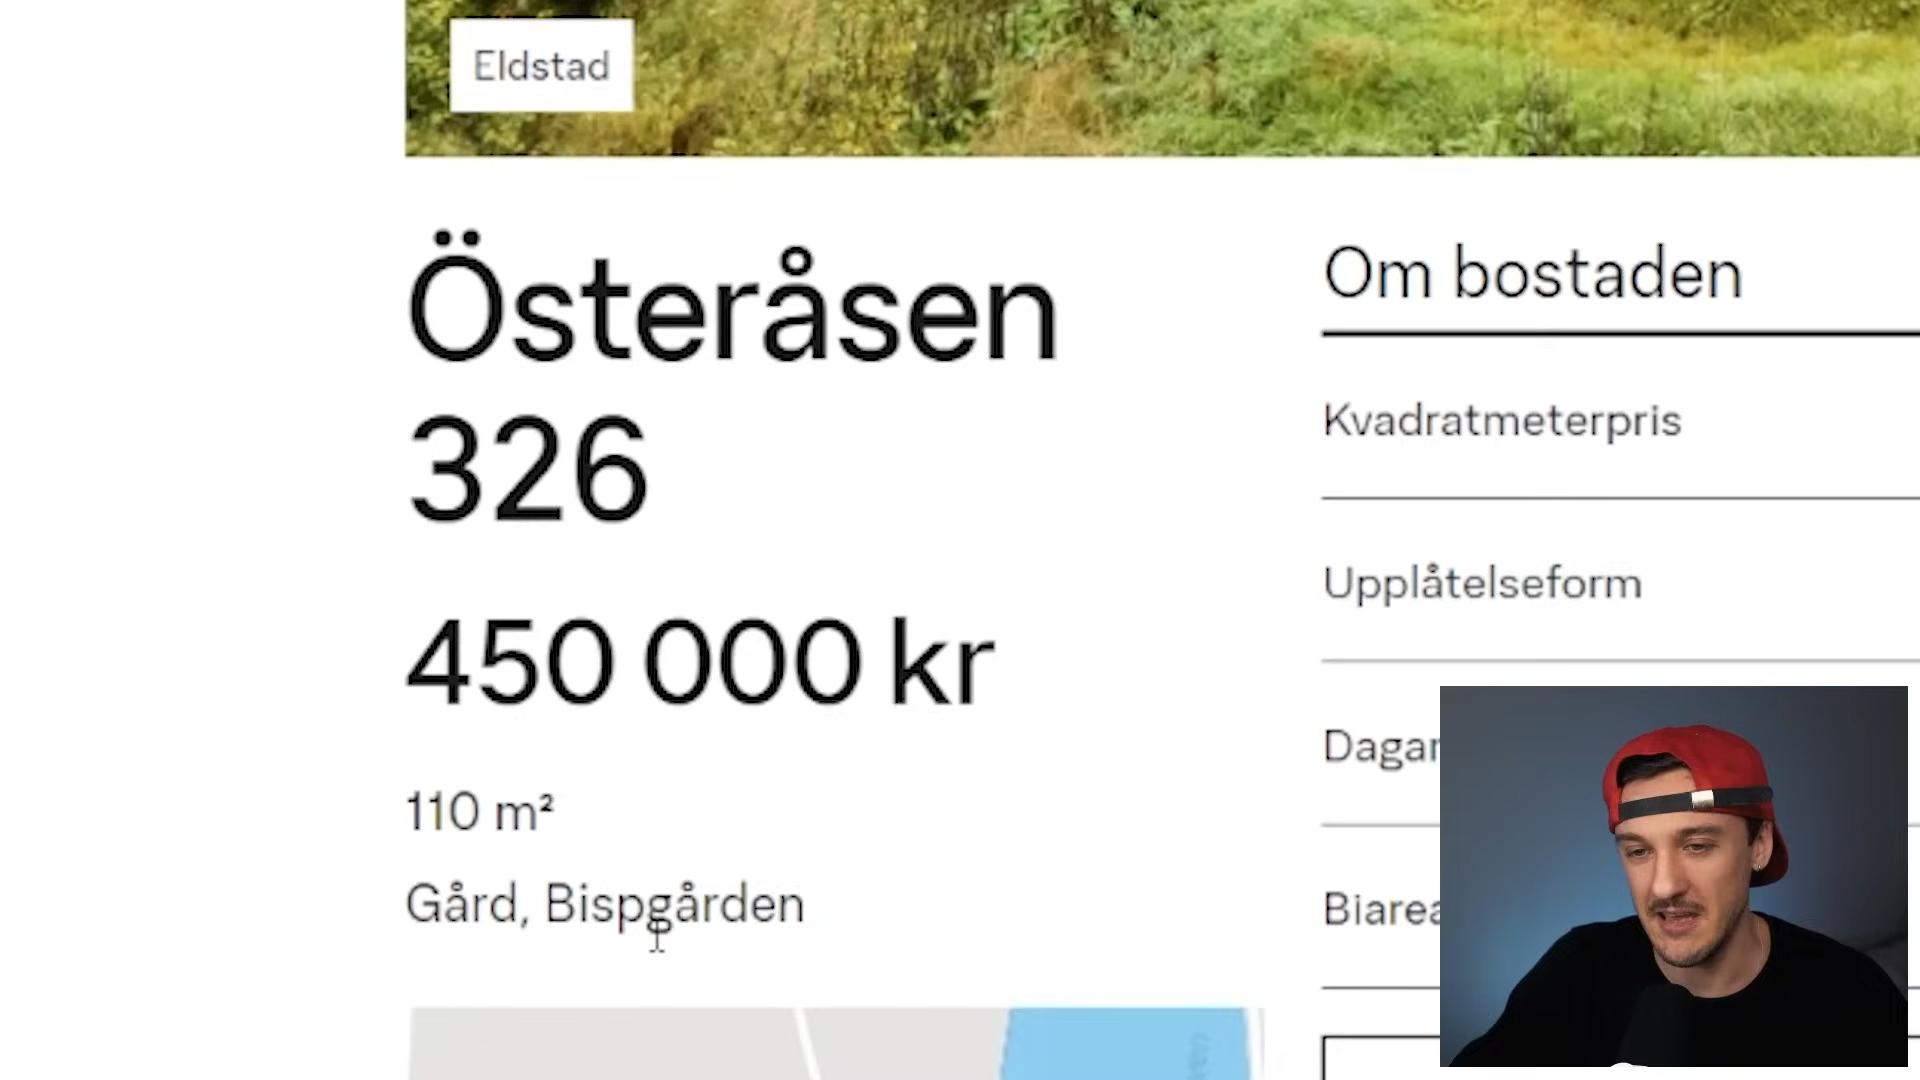 Eldstad
Österåsen
326
450 000 kr
110 m²
Gård, Bispgården
Om bostaden
Kvadratmeterpris
Upplåtelseform